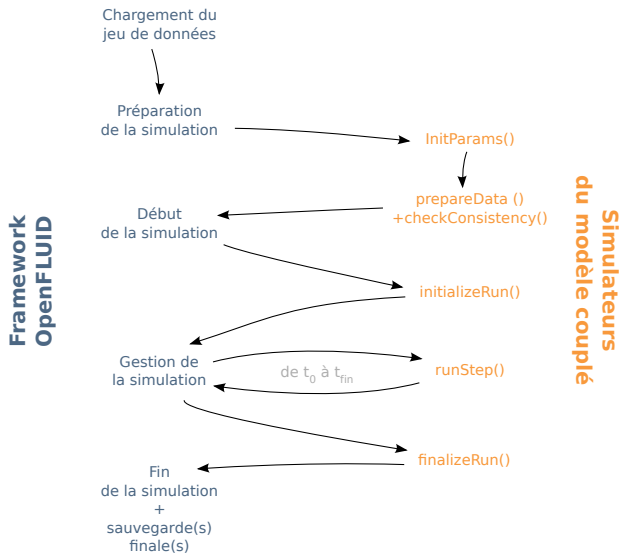 Chargement du
jeu de données
Préparation
de la simulation
InitParams()
prepareData ()
+checkConsistency()
Début
de la simulation
initializeRun()
Framework
OpenFLUID
Simulateurs
du modèle couplé
Gestion de
la simulation
de t0 à tfin
runStep()
finalizeRun()
Fin
de la simulation
+
sauvegarde(s)
finale(s)